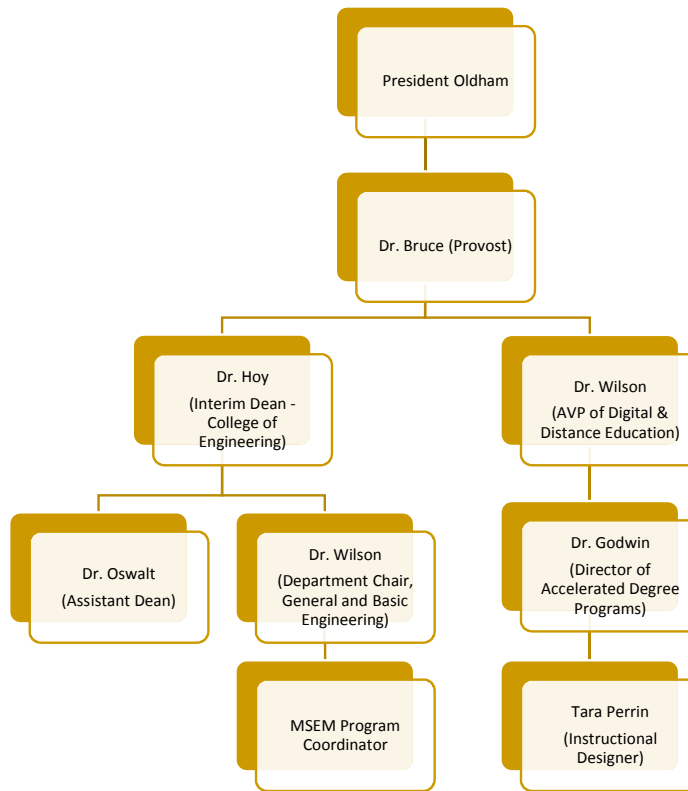 President Oldham
Dr. Bruce (Provost)
Dr. Hoy
(Interim Dean -
College of
Engineering)
Dr. Wilson
(AVP of Digital &
Distance Education)
Dr. Oswalt
(Assistant Dean)
Dr. Wilson
(Department Chair,
General and Basic
Engineering)
Dr. Godwin
(Director of
Accelerated Degree
Programs)
MSEM Program
Coordinator
Tara Perrin
(Instructional
Designer)